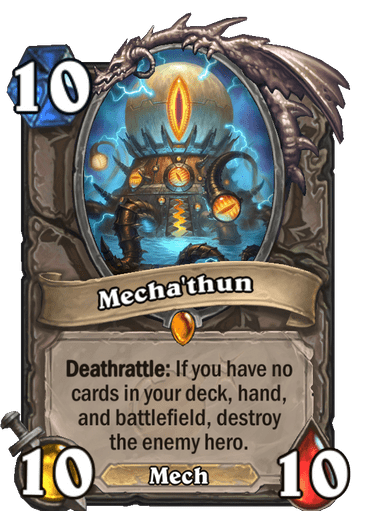 10
Mecha'thun
Deathrattle: If you have no
cards in your deck, hand,
and battlefield, destroy
the enemy hero.
10
Mech
10